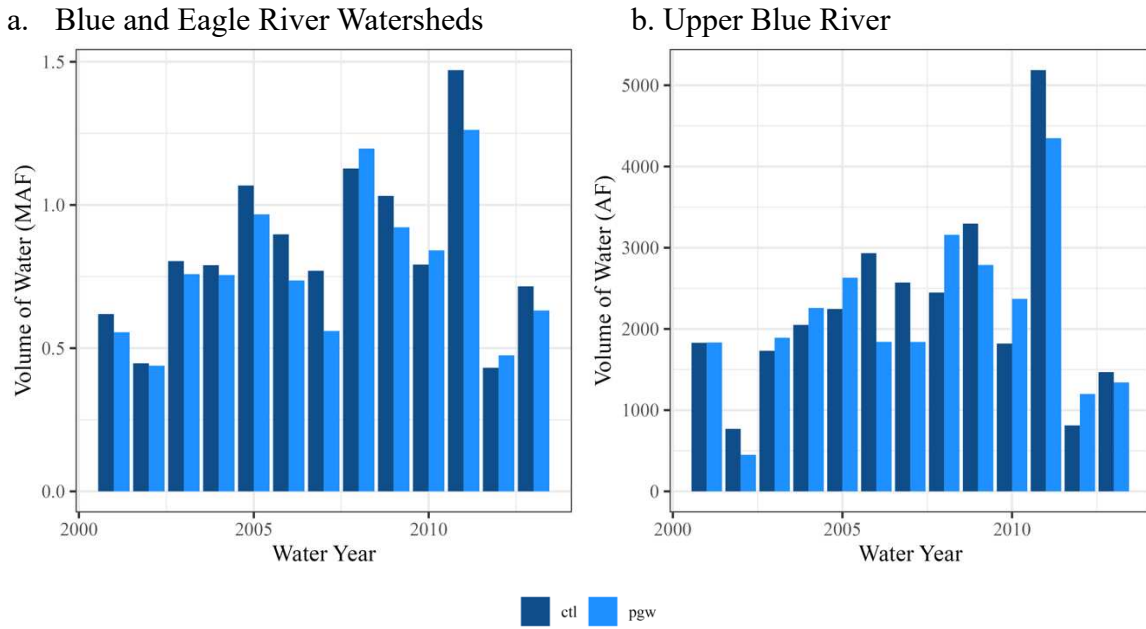 a. Blue and Eagle River Watersheds
b. Upper Blue River
1.5
1.0
0.5
0.0
Volume of Water (MAF)
2000
2005
2010
Water Year
5000
4000
3000
2000
1000
0
Volume of Water (AF)
2000
2005
2010
Water Year
ctl
pgw